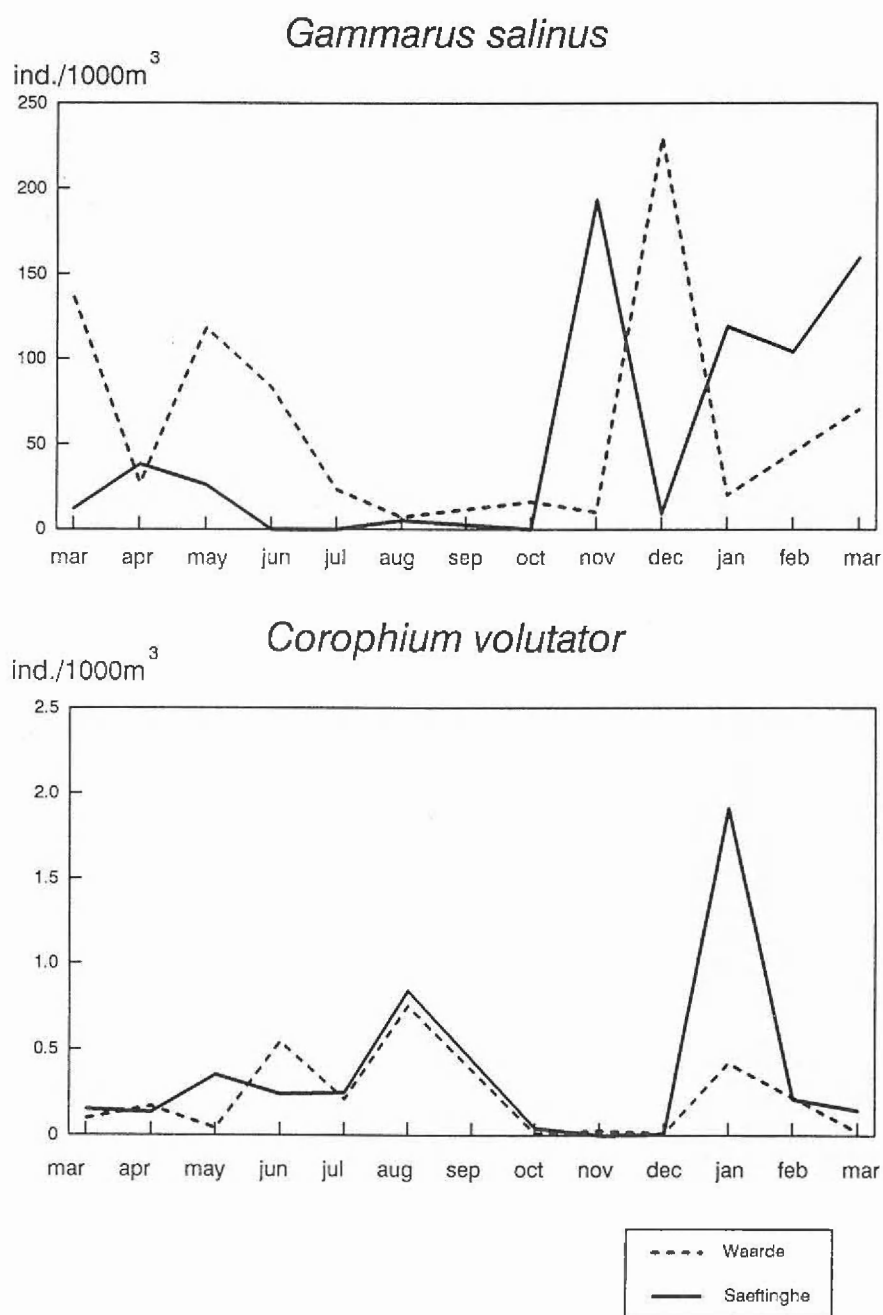 Gammarus salinus
ind./1000m³
250
200
150
100
50
0
mar apr may jun jul aug sep oct nov dec jan feb mar
Corophium volutator
ind./1000m³
2.5
2.0
1.5
1.0
0.5
0
mar apr may jun jul aug sep oct nov dec jan feb mar
Waarde
Saeftinghe